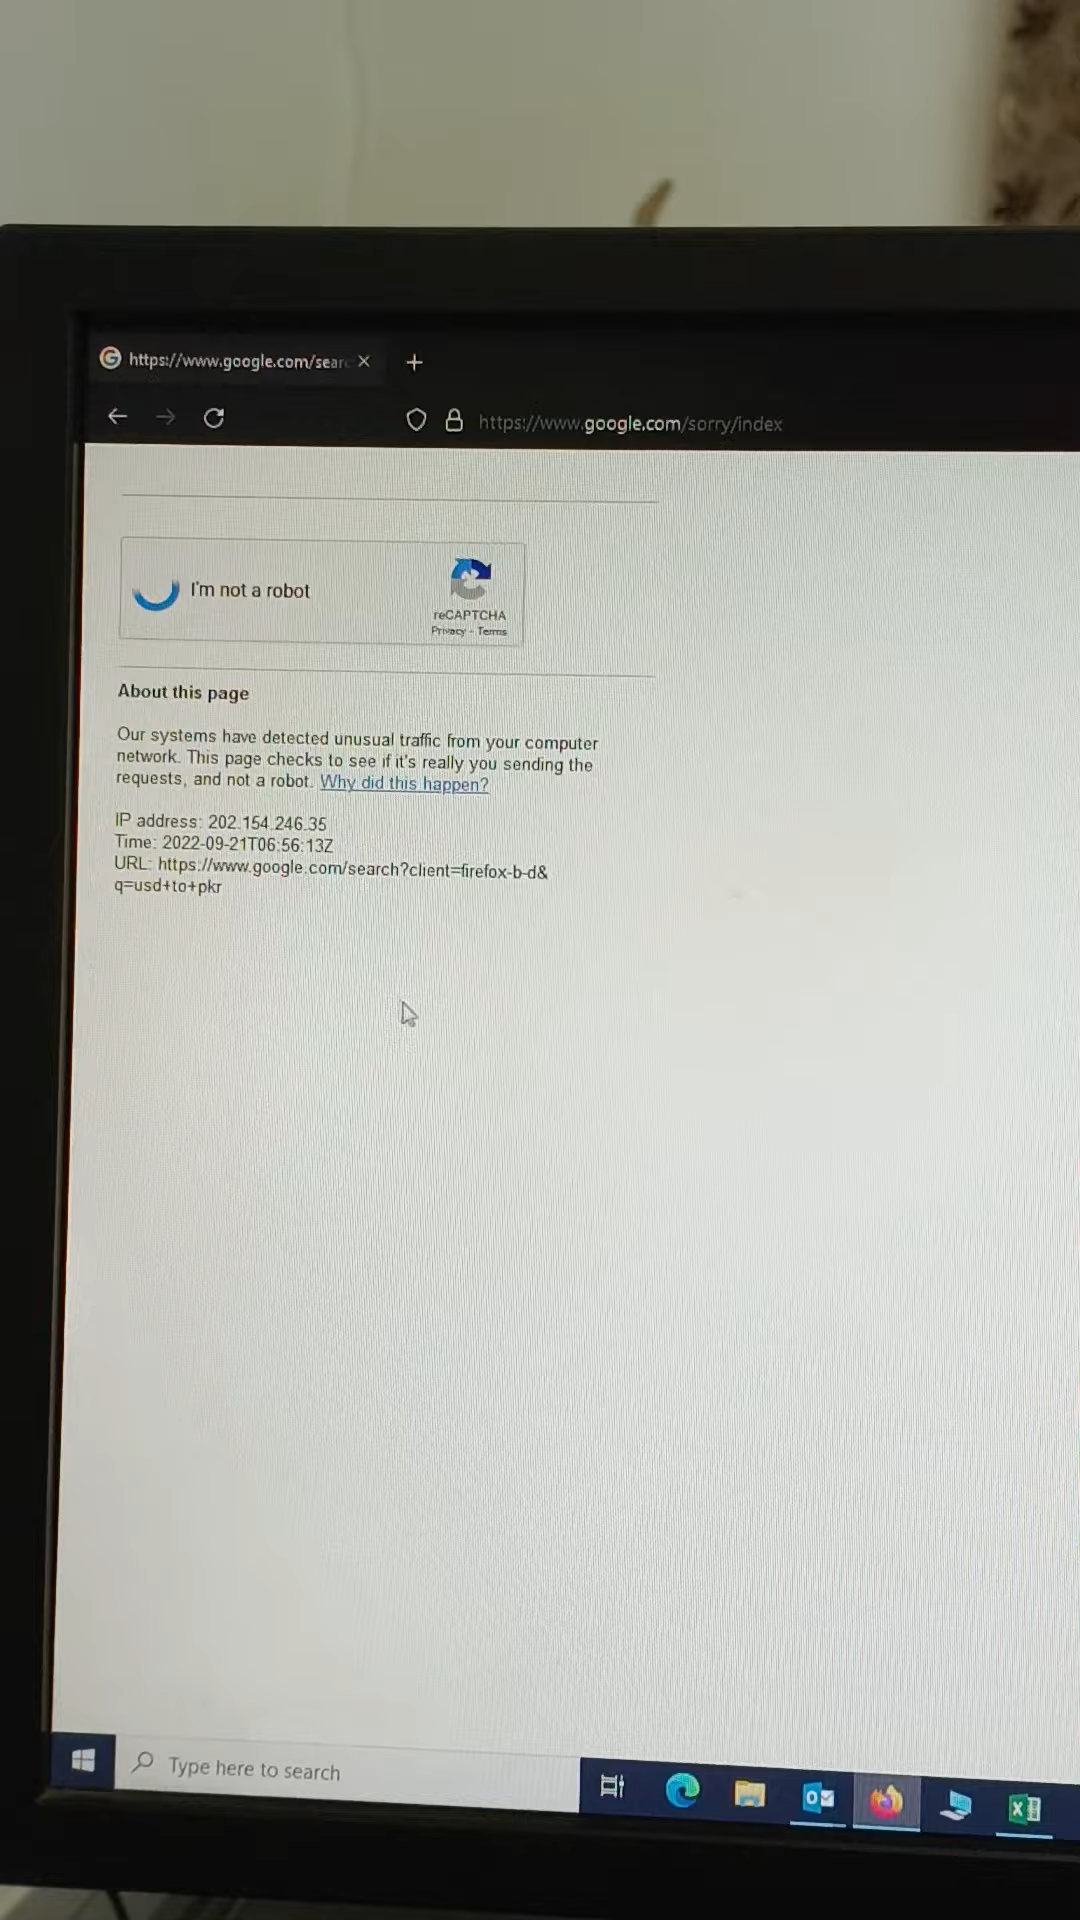 https://www.google.com/sear
https://www.google.com/sorry/index
I'm not a robot
reCAPTCHA
Privacy - Terms
About this page
Our systems have detected unusual traffic from your computer
network. This page checks to see if it's really you sending the
requests, and not a robot. Why did this happen?
IP address: 202.154.246.35
Time: 2022-09-21T06:56:13Z
URL: https://www.google.com/search?client=firefox-b-d&
q=usd+to+pkr
Type here to search